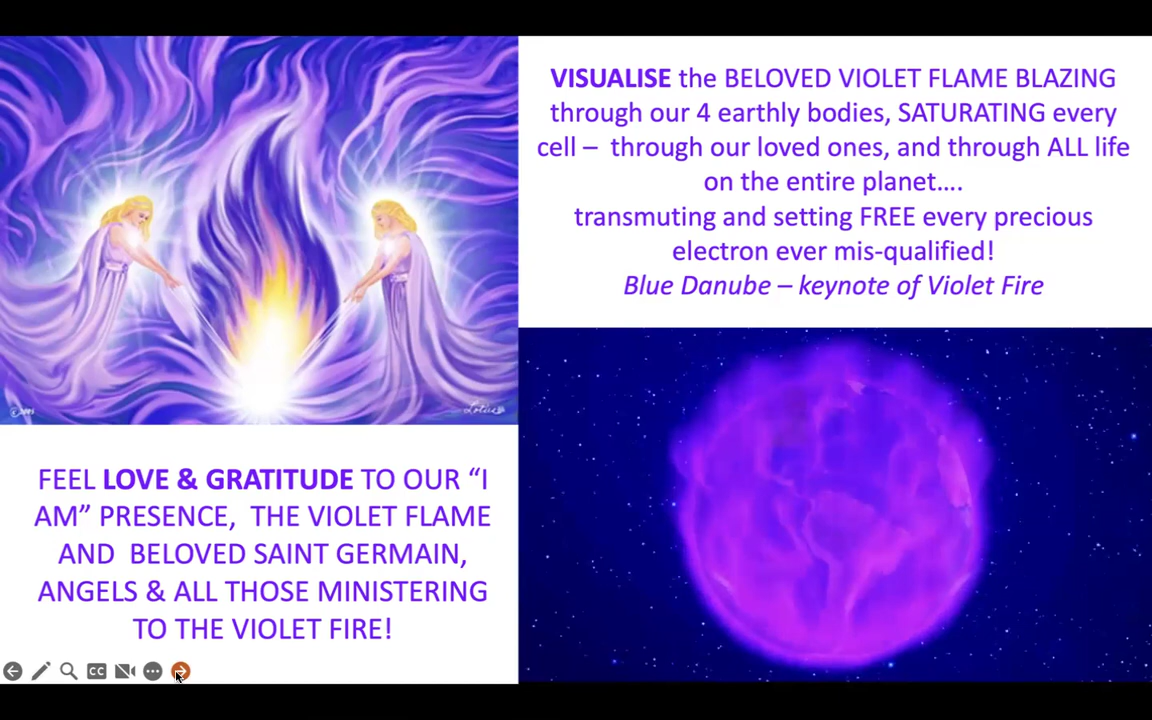 VISUALISE the BELOVED VIOLET FLAME BLAZING
through our 4 earthly bodies, SATURATING every
cell –  through our loved ones, and through ALL life
on the entire planet….
transmuting and setting FREE every precious
electron ever mis-qualified!
Blue Danube – keynote of Violet Fire
FEEL LOVE & GRATITUDE TO OUR “I
AM” PRESENCE,  THE VIOLET FLAME
AND  BELOVED SAINT GERMAIN,
ANGELS & ALL THOSE MINISTERING
TO THE VIOLET FIRE!
CC